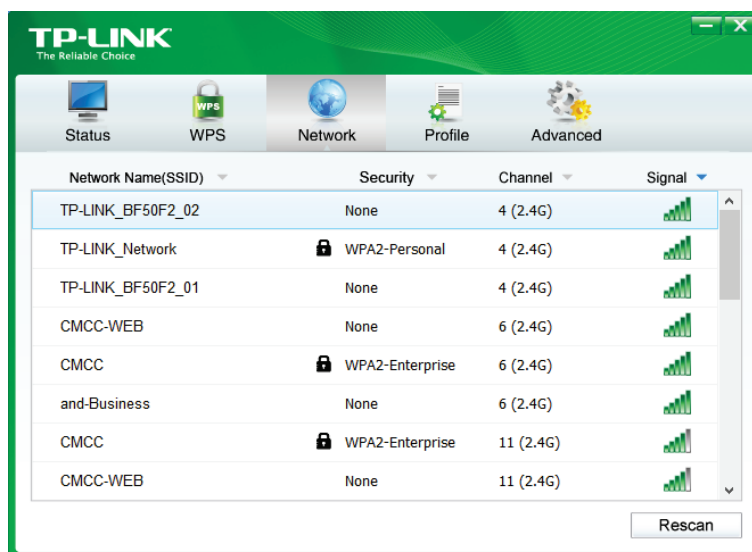 TP-LINK
The Reliable Choice
WPS
Status WPS Network Profile Advanced
Network Name(SSID) Security Channel Signal
TP-LINK_BF50F2_02 None 4 (2.4G)
TP-LINK_Network WPA2-Personal 4 (2.4G)
TP-LINK_BF50F2_01 None 4 (2.4G)
CMCC-WEB None 6 (2.4G)
CMCC WPA2-Enterprise 6 (2.4G)
and-Business None 6 (2.4G)
CMCC WPA2-Enterprise 11 (2.4G)
CMCC-WEB None 11 (2.4G)
Rescan